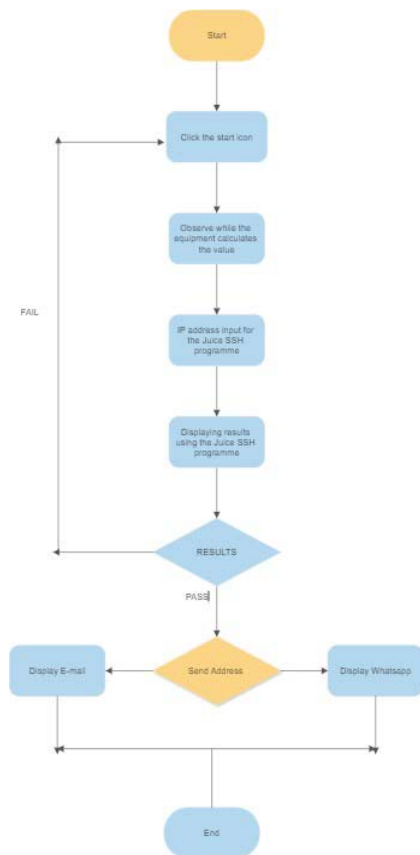 Start
Click the start icon
Observe while the
equipment calculates
the value
FAIL
IP address input for
the Juice SSH
programme
Displaying results
using the Juice SSH
programme
RESULTS
PASS
Display E-mail
Send Address
Display Whatsapp
End